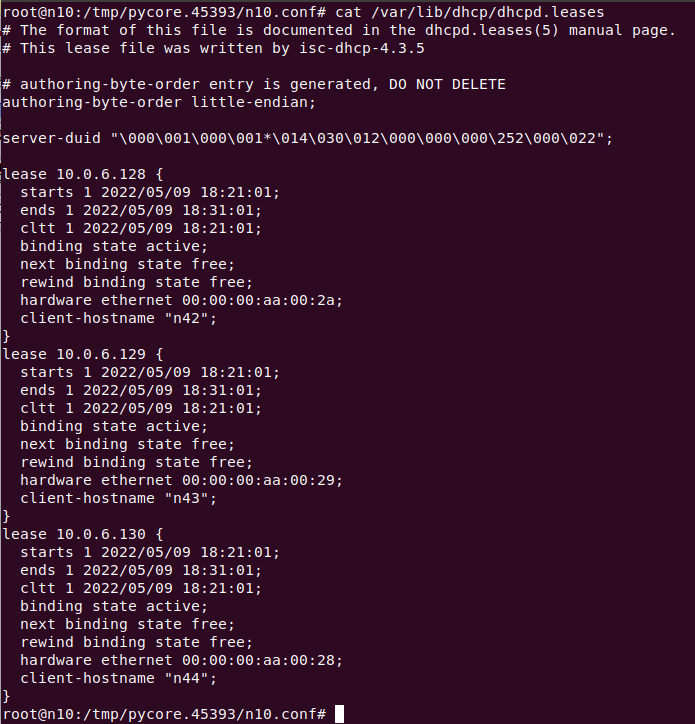 root@n10:/tmp/pycore.45393/n10.conf# cat /var/lib/dhcp/dhcpd.leases
# The format of this file is documented in the dhcpd.leases(5) manual page.
# This lease file was written by isc-dhcp-4.3.5

# authoring-byte-order entry is generated, DO NOT DELETE
authoring-byte-order little-endian;

server-duid "\000\001\000\001*\014\030\012\000\000\000\252\000\022";

lease 10.0.6.128 {
  starts 1 2022/05/09 18:21:01;
  ends 1 2022/05/09 18:31:01;
  cltt 1 2022/05/09 18:21:01;
  binding state active;
  next binding state free;
  rewind binding state free;
  hardware ethernet 00:00:00:aa:00:2a;
  client-hostname "n42";
}
lease 10.0.6.129 {
  starts 1 2022/05/09 18:21:01;
  ends 1 2022/05/09 18:31:01;
  cltt 1 2022/05/09 18:21:01;
  binding state active;
  next binding state free;
  rewind binding state free;
  hardware ethernet 00:00:00:aa:00:29;
  client-hostname "n43";
}
lease 10.0.6.130 {
  starts 1 2022/05/09 18:21:01;
  ends 1 2022/05/09 18:31:01;
  cltt 1 2022/05/09 18:21:01;
  binding state active;
  next binding state free;
  rewind binding state free;
  hardware ethernet 00:00:00:aa:00:28;
  client-hostname "n44";
}
root@n10:/tmp/pycore.45393/n10.conf#